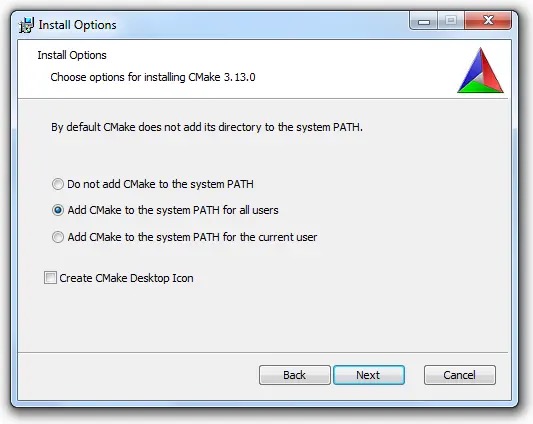 Install Options
Install Options
Choose options for installing CMake 3.13.0
By default CMake does not add its directory to the system PATH.
Do not add CMake to the system PATH
Add CMake to the system PATH for all users
Add CMake to the system PATH for the current user
Create CMake Desktop Icon
Back Next Cancel